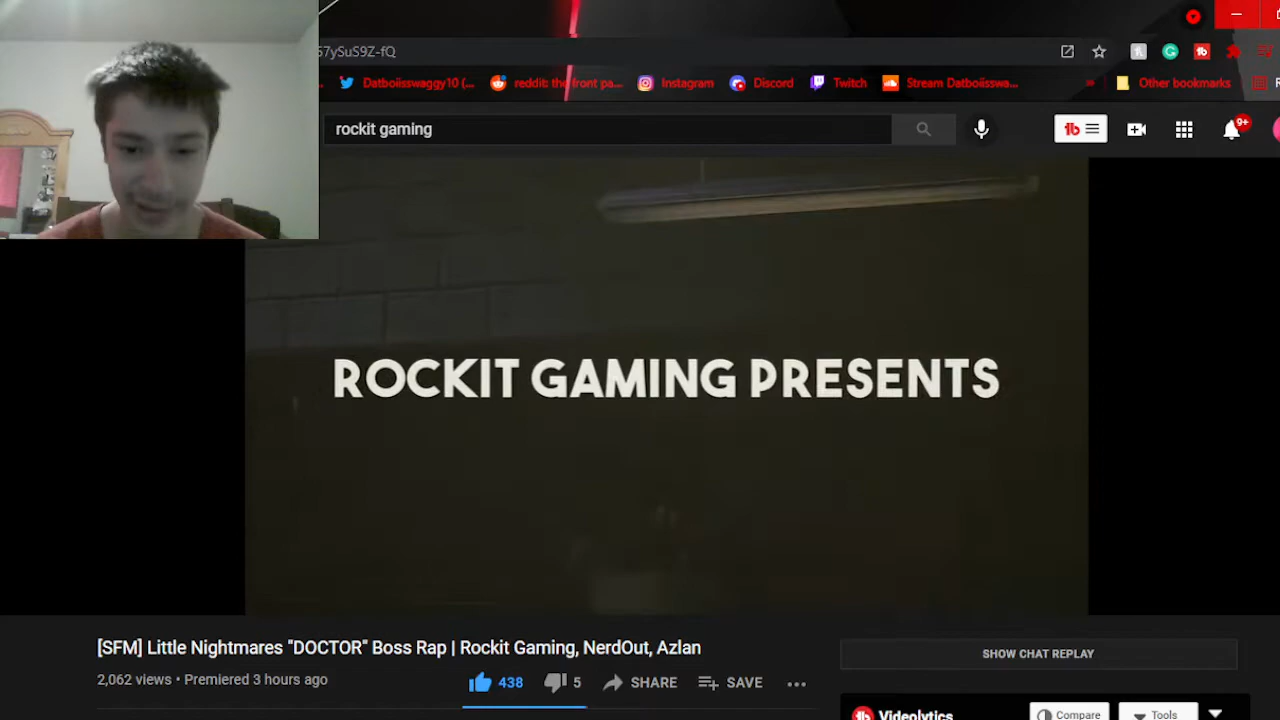 57ySuS9Z-fQ
Datboiisswaggy10 (...
reddit: the front pa...
Instagram
Discord
Twitch
Stream Datboiisswa...
»
Other bookmarks
rockit gaming
9+
ROCKIT GAMING PRESENTS
[SFM] Little Nightmares "DOCTOR" Boss Rap | Rockit Gaming, NerdOut, Azlan
2,062 views • Premiered 3 hours ago
438
5
SHARE
SAVE
SHOW CHAT REPLAY
Videolytics
Compare
Tools